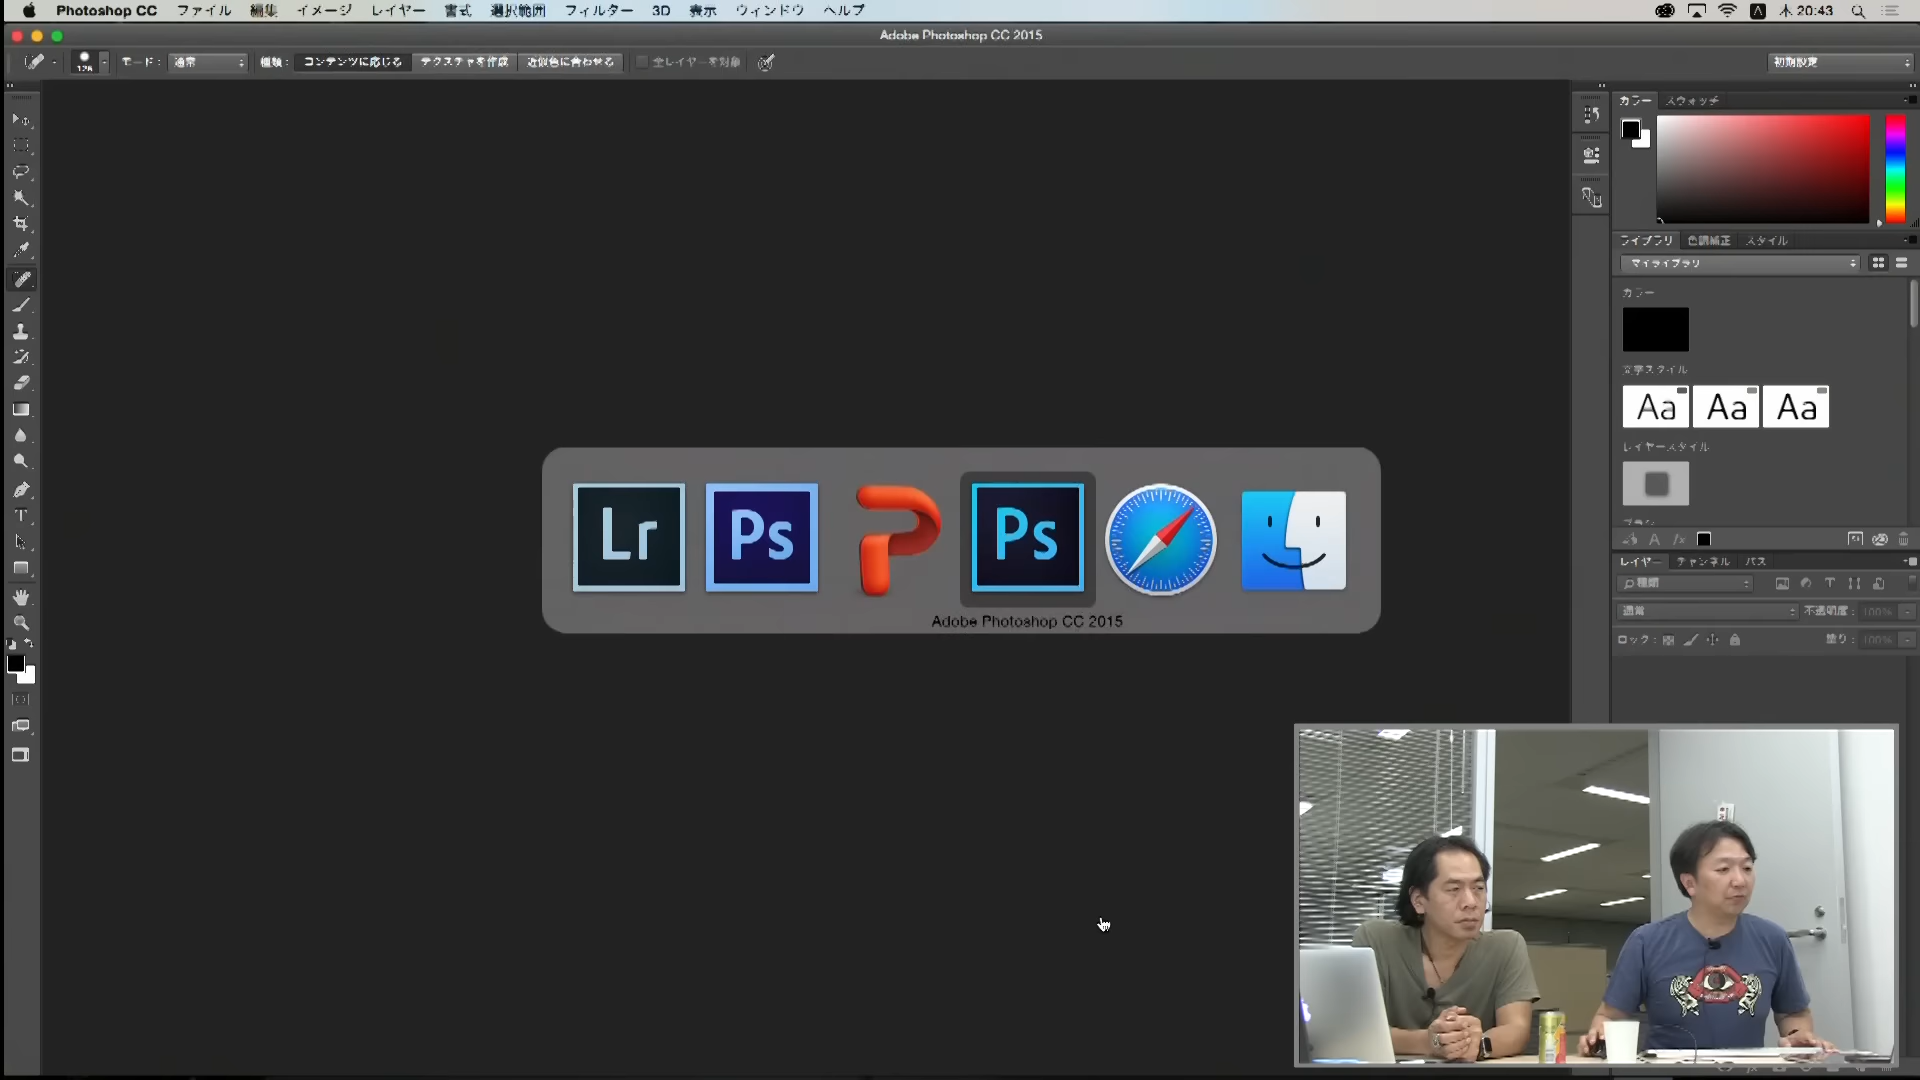 Photoshop CC ファイル 編集 イメージ レイヤー 書式 選択範囲 フィルター 3D 表示 ウィンドウ ヘルプ
A 木 20:43
Adobe Photoshop CC 2015
128 モード： 通常 種類： コンテンツに応じる テクスチャを作成 近似色に合わせる 全レイヤーを対象 初期設定
カラー スウォッチ
ライブラリ 色調補正 スタイル
マイライブラリ
カラー
文字スタイル
Aa Aa Aa
レイヤースタイル
ブラシ
レイヤー チャンネル パス
種類
通常 不透明度： 100%
ロック： 塗り： 100%
Lr Ps Ps
Adobe Photoshop CC 2015